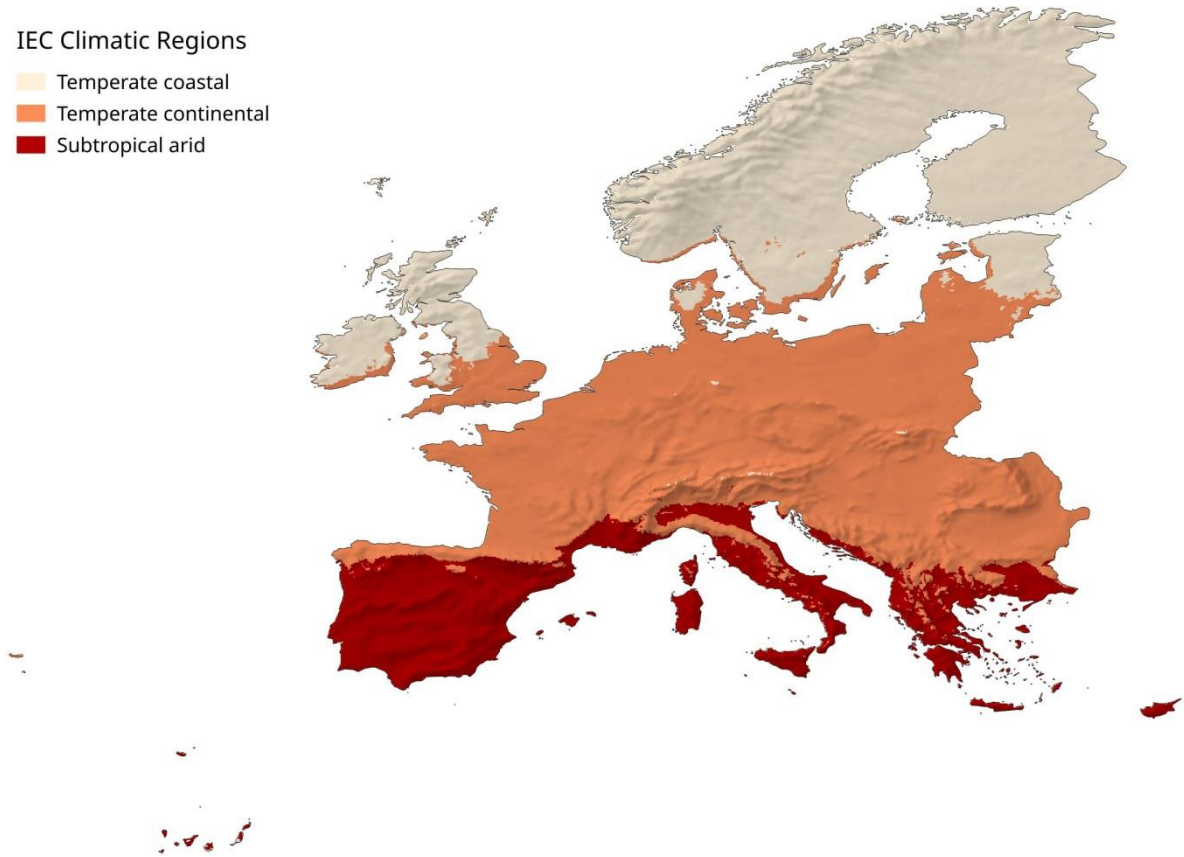 IEC Climatic Regions
Temperate coastal
Temperate continental
Subtropical arid